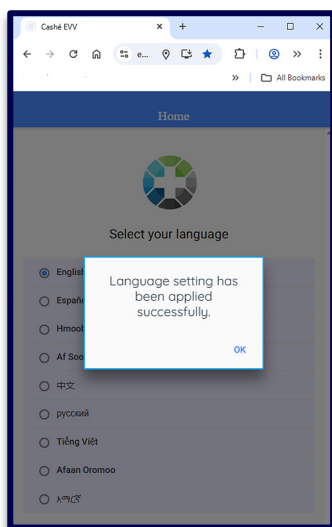 Cashé EVV
e...
All Bookmarks
Home
Select your language
Language setting has
been applied
successfully.
OK
English
Españ
Hmoob
Af Soo
中文
русский
Tiếng Việt
Afaan Oromoo
አማርኛ